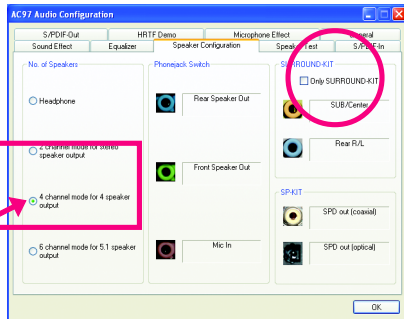 AC97 Audio Configuration
S/PDIF-Out
HRTF Demo
Microphone Effect
General
Sound Effect
Equalizer
Speaker Configuration
Speaker Test
S/PDIF-In
No. of Speakers
Headphone
2 channel mode for stereo
speaker output
4 channel mode for 4 speaker
output
6 channel mode for 5.1 speaker
output
Phonejack Switch
Rear Speaker Out
Front Speaker Out
Mic In
SURROUND-KIT
Only SURROUND-KIT
SUB/Center
Rear R/L
SP-KIT
SPD out (coaxial)
SPD out (optical)
OK